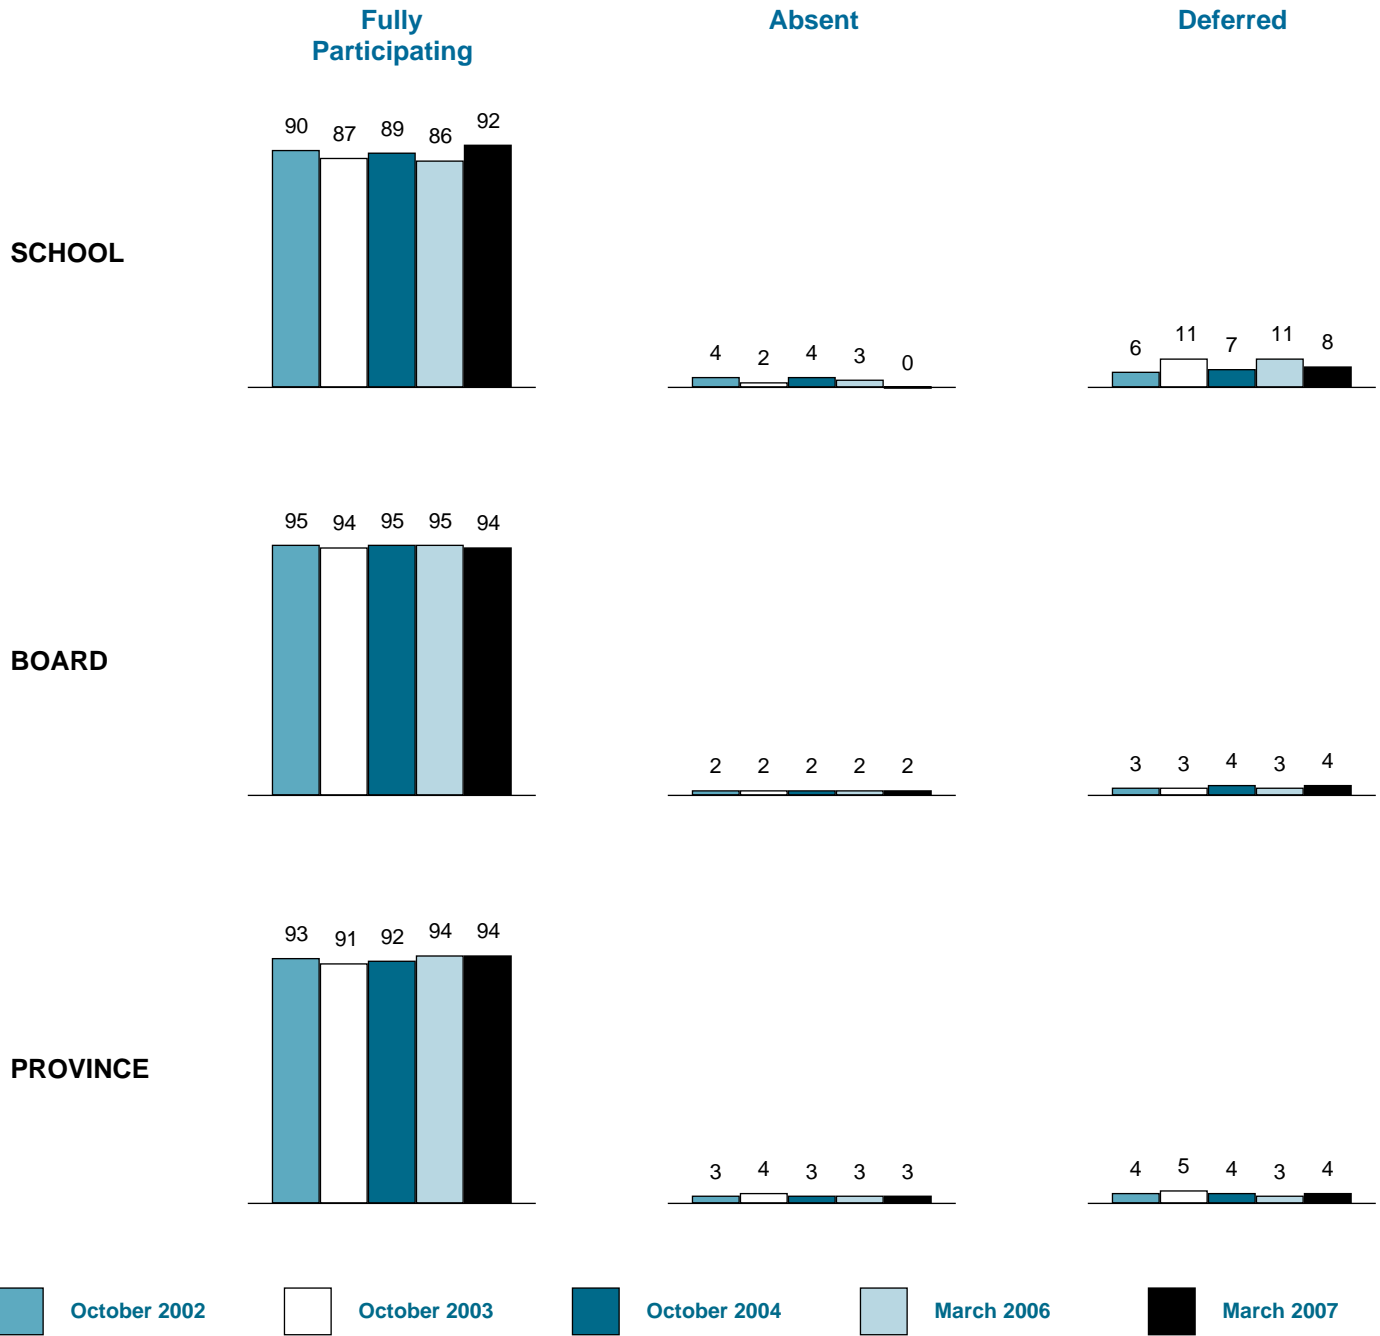 Fully
Participating
Absent
Deferred
90 87 89 86 92
4 2 4 3 0
6 11 7 11 8
SCHOOL
95 94 95 95 94
2 2 2 2 2
3 3 4 3 4
BOARD
93 91 92 94 94
3 4 3 3 3
4 5 4 3 4
PROVINCE
October 2002
October 2003
October 2004
March 2006
March 2007